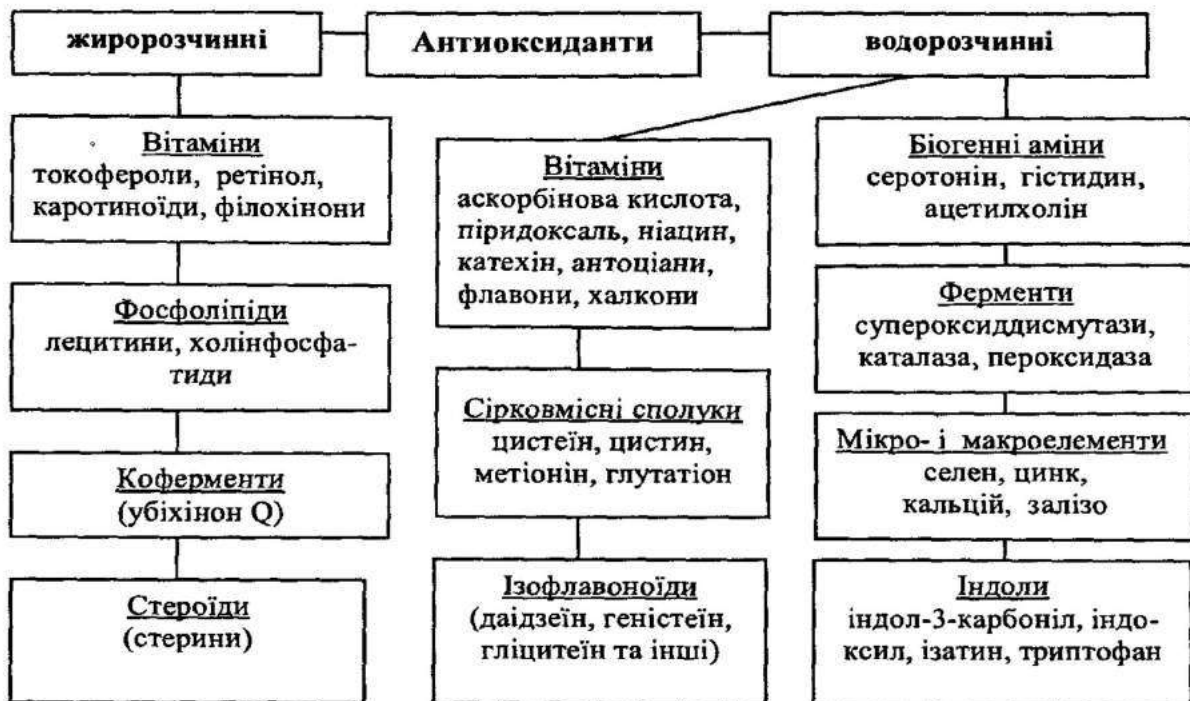 жиророзчинні
Антиоксиданти
водорозчинні
Вітаміни
токофероли, ретінол,
каротиноїди, філохінони
Фосфоліпіди
лецитини, холінфосфа-
тиди
Коферменти
(убіхінон Q)
Стероїди
(стерини)
Вітаміни
аскорбінова кислота,
піридоксаль, ніацин,
катехін, антоціани,
флавони, халкони
Сірковмісні сполуки
цистеїн, цистин,
метіонін, глутатіон
Ізофлавоноїди
(даідзеїн, геністеїн,
гліцитеїн та інші)
Біогенні аміни
серотонін, гістидин,
ацетилхолін
Ферменти
супероксиддисмутази,
каталаза, пероксидаза
Мікро- і макроелементи
селен, цинк,
кальцій, залізо
Індоли
індол-3-карбоніл, індо-
ксил, ізатин, триптофан